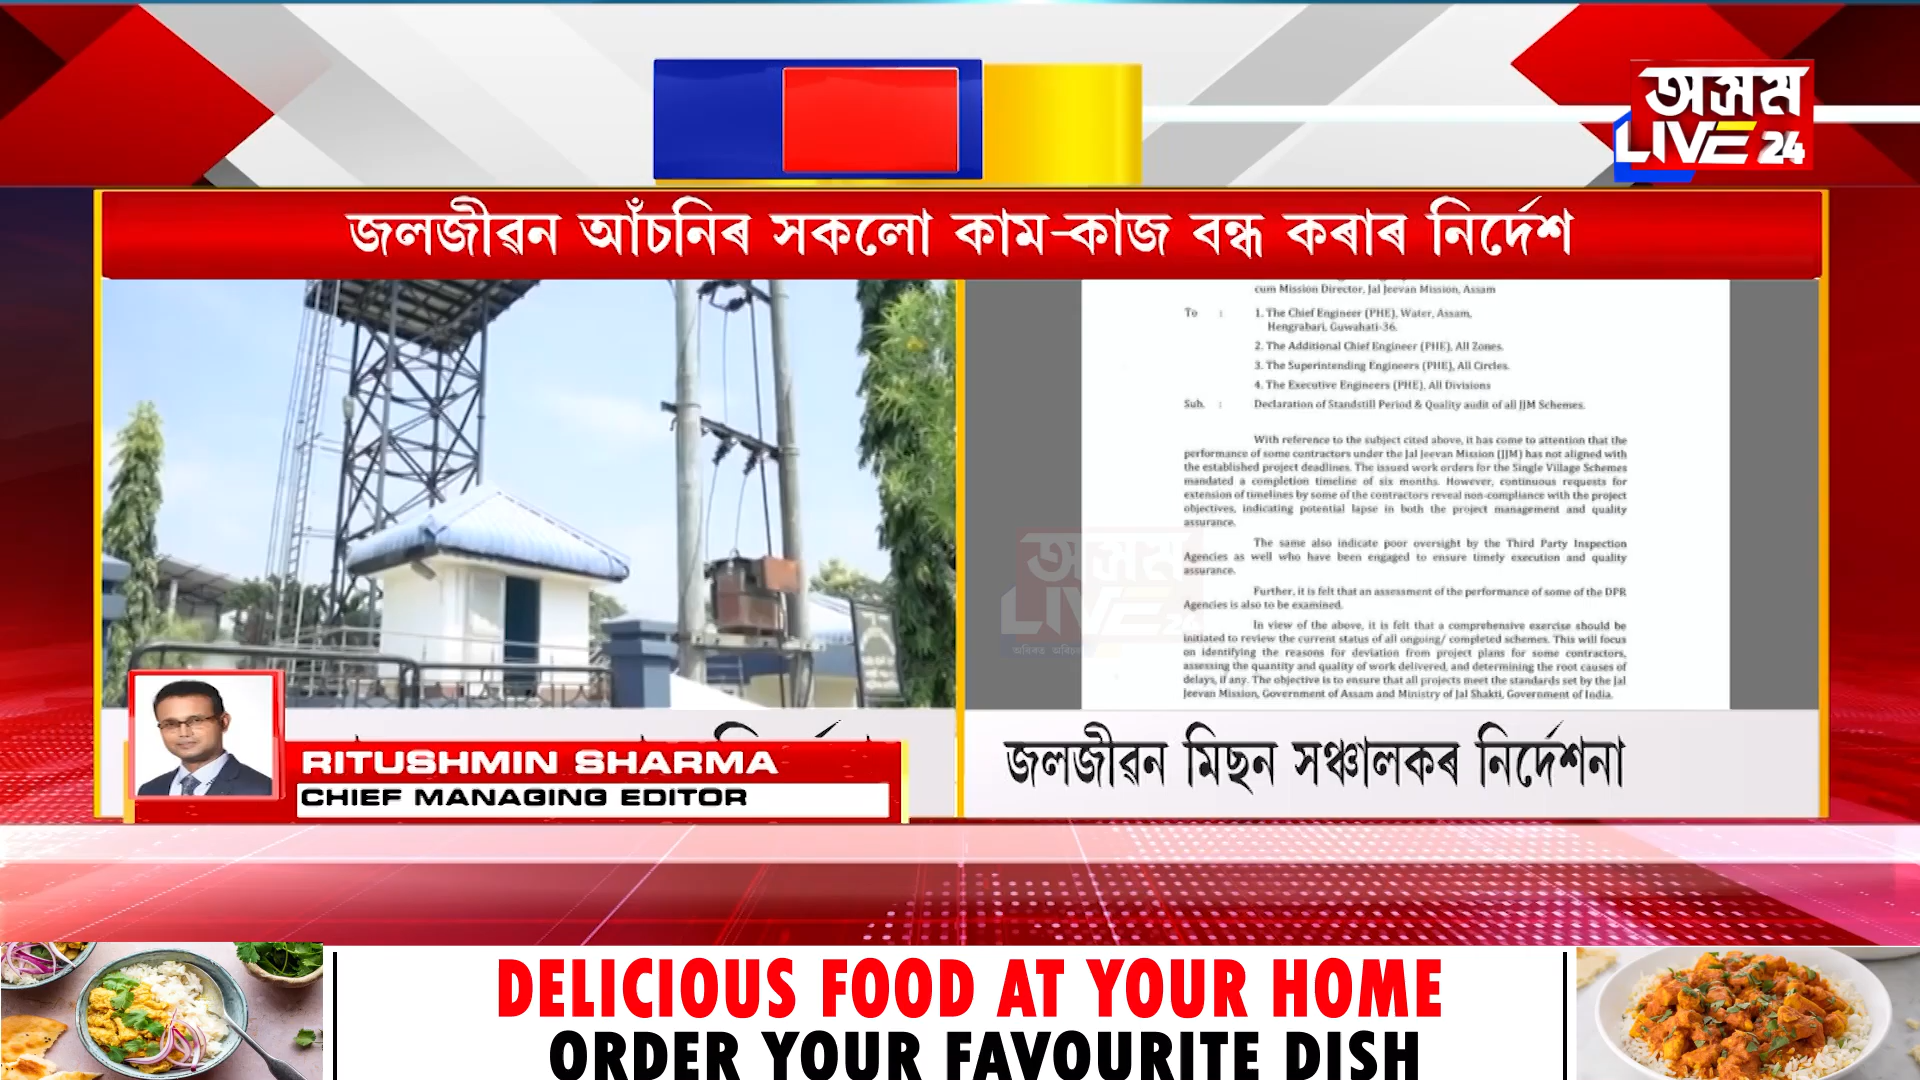 অসম
LIVE 24
জলজীৱন আঁচনিৰ সকলো কাম-কাজ বন্ধ কৰাৰ নিৰ্দেশ
cum Mission Director, Jal Jeevan Mission, Assam
To : 1. The Chief Engineer (PHE), Water, Assam,
Hengrabari, Guwahati-36.
2. The Additional Chief Engineer (PHE), All Zones.
3. The Superintending Engineers (PHE), All Circles.
4. The Executive Engineers (PHE), All Divisions
Sub. : Declaration of Standstill Period & Quality audit of all JJM Schemes.
With reference to the subject cited above, it has come to attention that the
performance of some contractors under the Jal Jeevan Mission (JJM) has not aligned with
the established project deadlines. The issued work orders for the Single Village Schemes
mandated a completion timeline of six months. However, continuous requests for
extension of timelines by some of the contractors reveal non-compliance with the project
objectives, indicating potential lapse in both the project management and quality
assurance.
The same also indicate poor oversight by the Third Party Inspection
Agencies as well who have been engaged to ensure timely execution and quality
assurance.
Further, it is felt that an assessment of the performance of some of the DPR
Agencies is also to be examined.
In view of the above, it is felt that a comprehensive exercise should be
initiated to review the current status of all ongoing/ completed schemes. This will focus
on identifying the reasons for deviation from project plans for some contractors,
assessing the quantity and quality of work delivered, and determining the root causes of
delays, if any. The objective is to ensure that all projects meet the standards set by the Jal
Jeevan Mission, Government of Assam and Ministry of Jal Shakti, Government of India.
অসম
LIVE 24
RITUSHMIN SHARMA
CHIEF MANAGING EDITOR
জলজীৱন মিছন সঞ্চালকৰ নিৰ্দেশনা
DELICIOUS FOOD AT YOUR HOME
ORDER YOUR FAVOURITE DISH